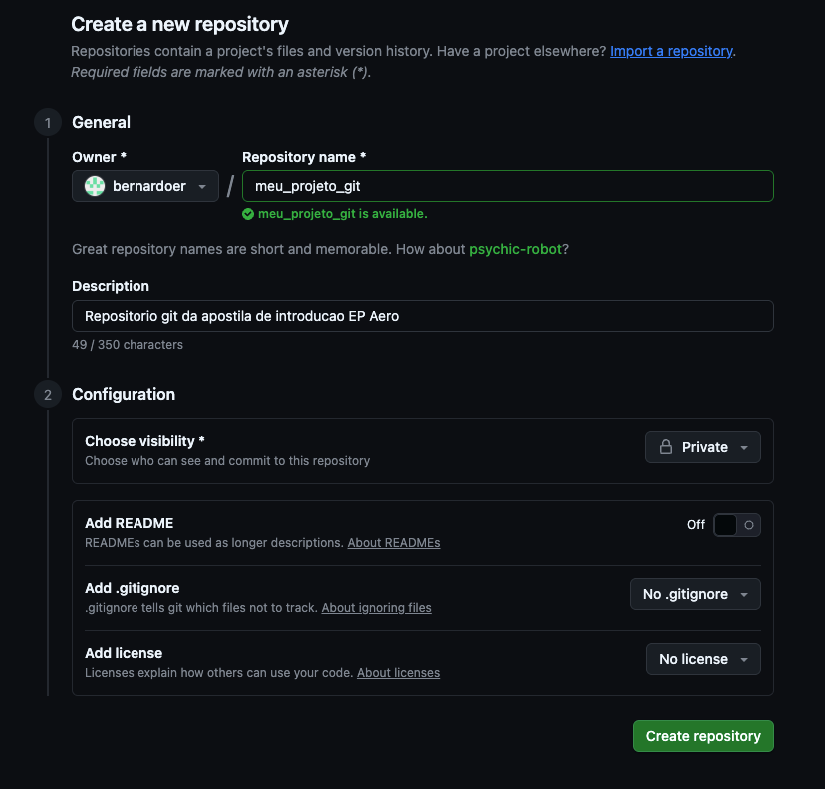 Create a new repository
Repositories contain a project's files and version history. Have a project elsewhere? Import a repository.
Required fields are marked with an asterisk (*).
1 General
Owner * Repository name *
bernardoer / meu_projeto_git
meu_projeto_git is available.
Great repository names are short and memorable. How about psychic-robot?
Description
Repositorio git da apostila de introducao EP Aero
49 / 350 characters
2 Configuration
Choose visibility *
Choose who can see and commit to this repository
Private
Add README
READMEs can be used as longer descriptions. About READMEs
Off
Add .gitignore
.gitignore tells git which files not to track. About ignoring files
No .gitignore
Add license
Licenses explain how others can use your code. About licenses
No license
Create repository